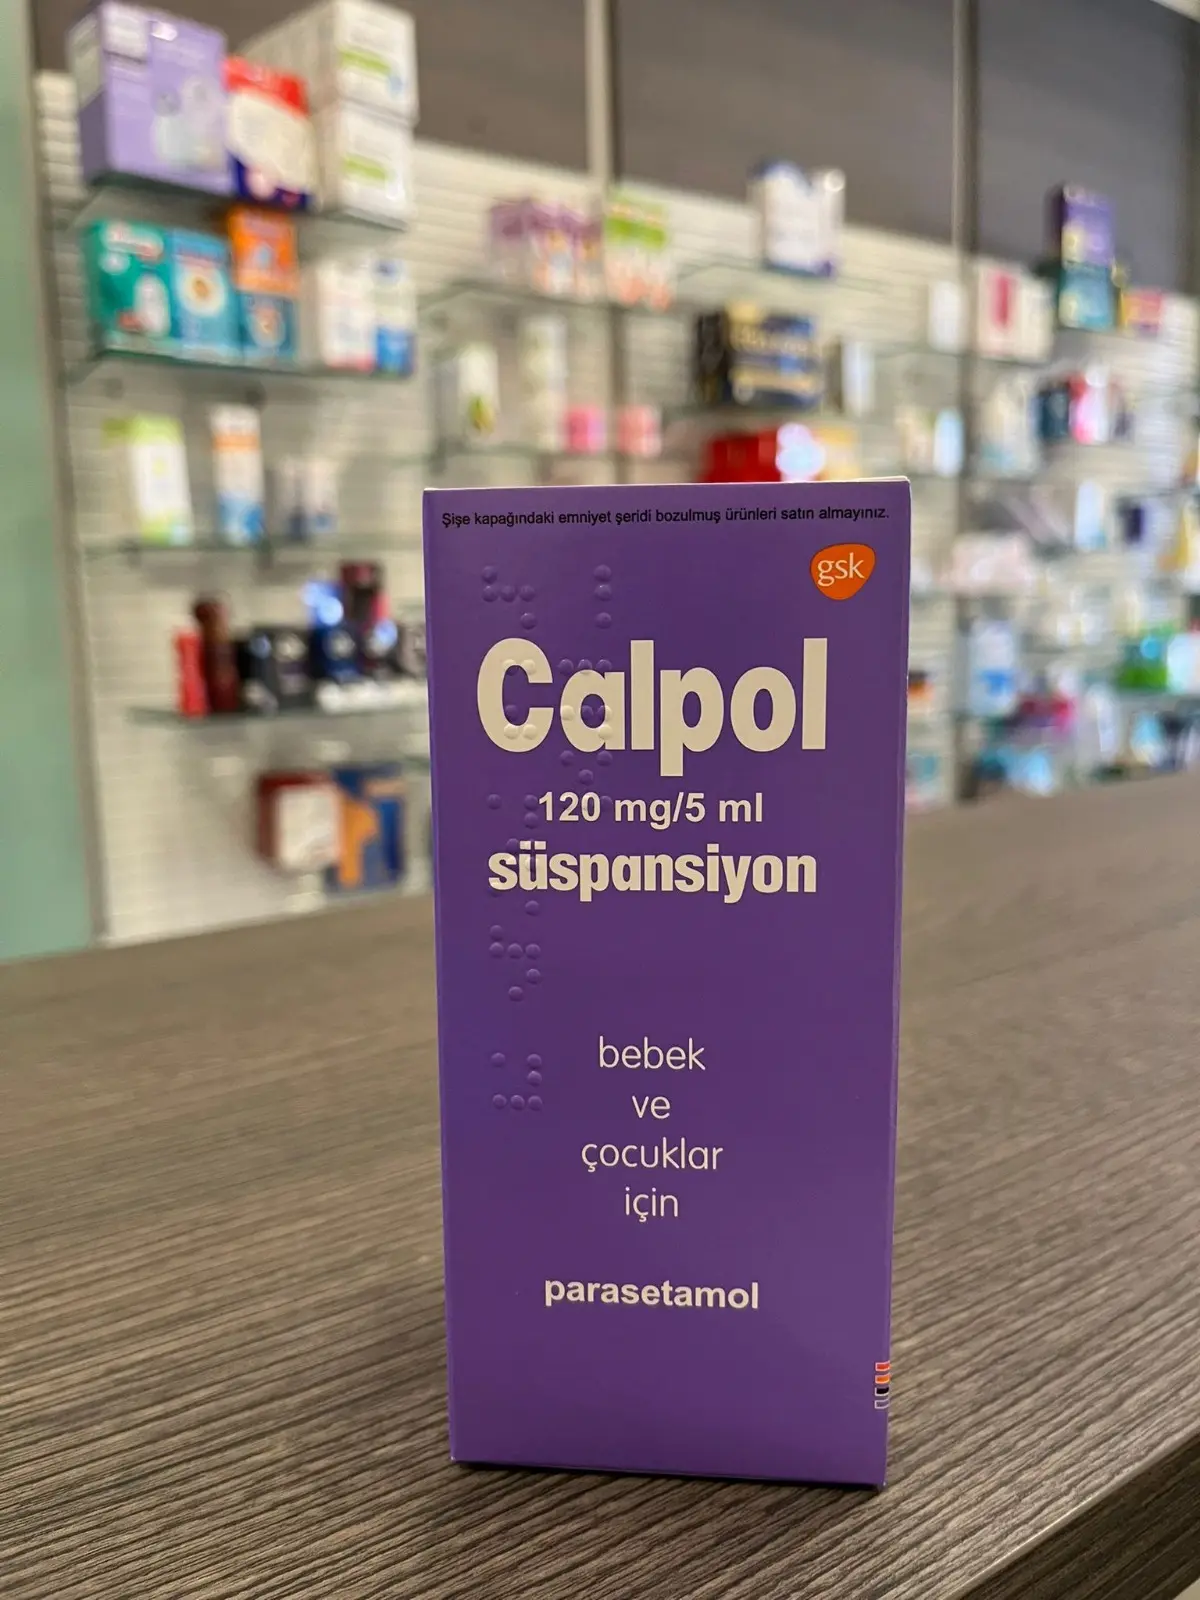 Şişe kapağındaki emniyet şeridi bozulmuş ürünleri satın almayınız.
gsk
Calpol
120 mg/5 ml
süspansiyon
bebek
ve
çocuklar
için
parasetamol